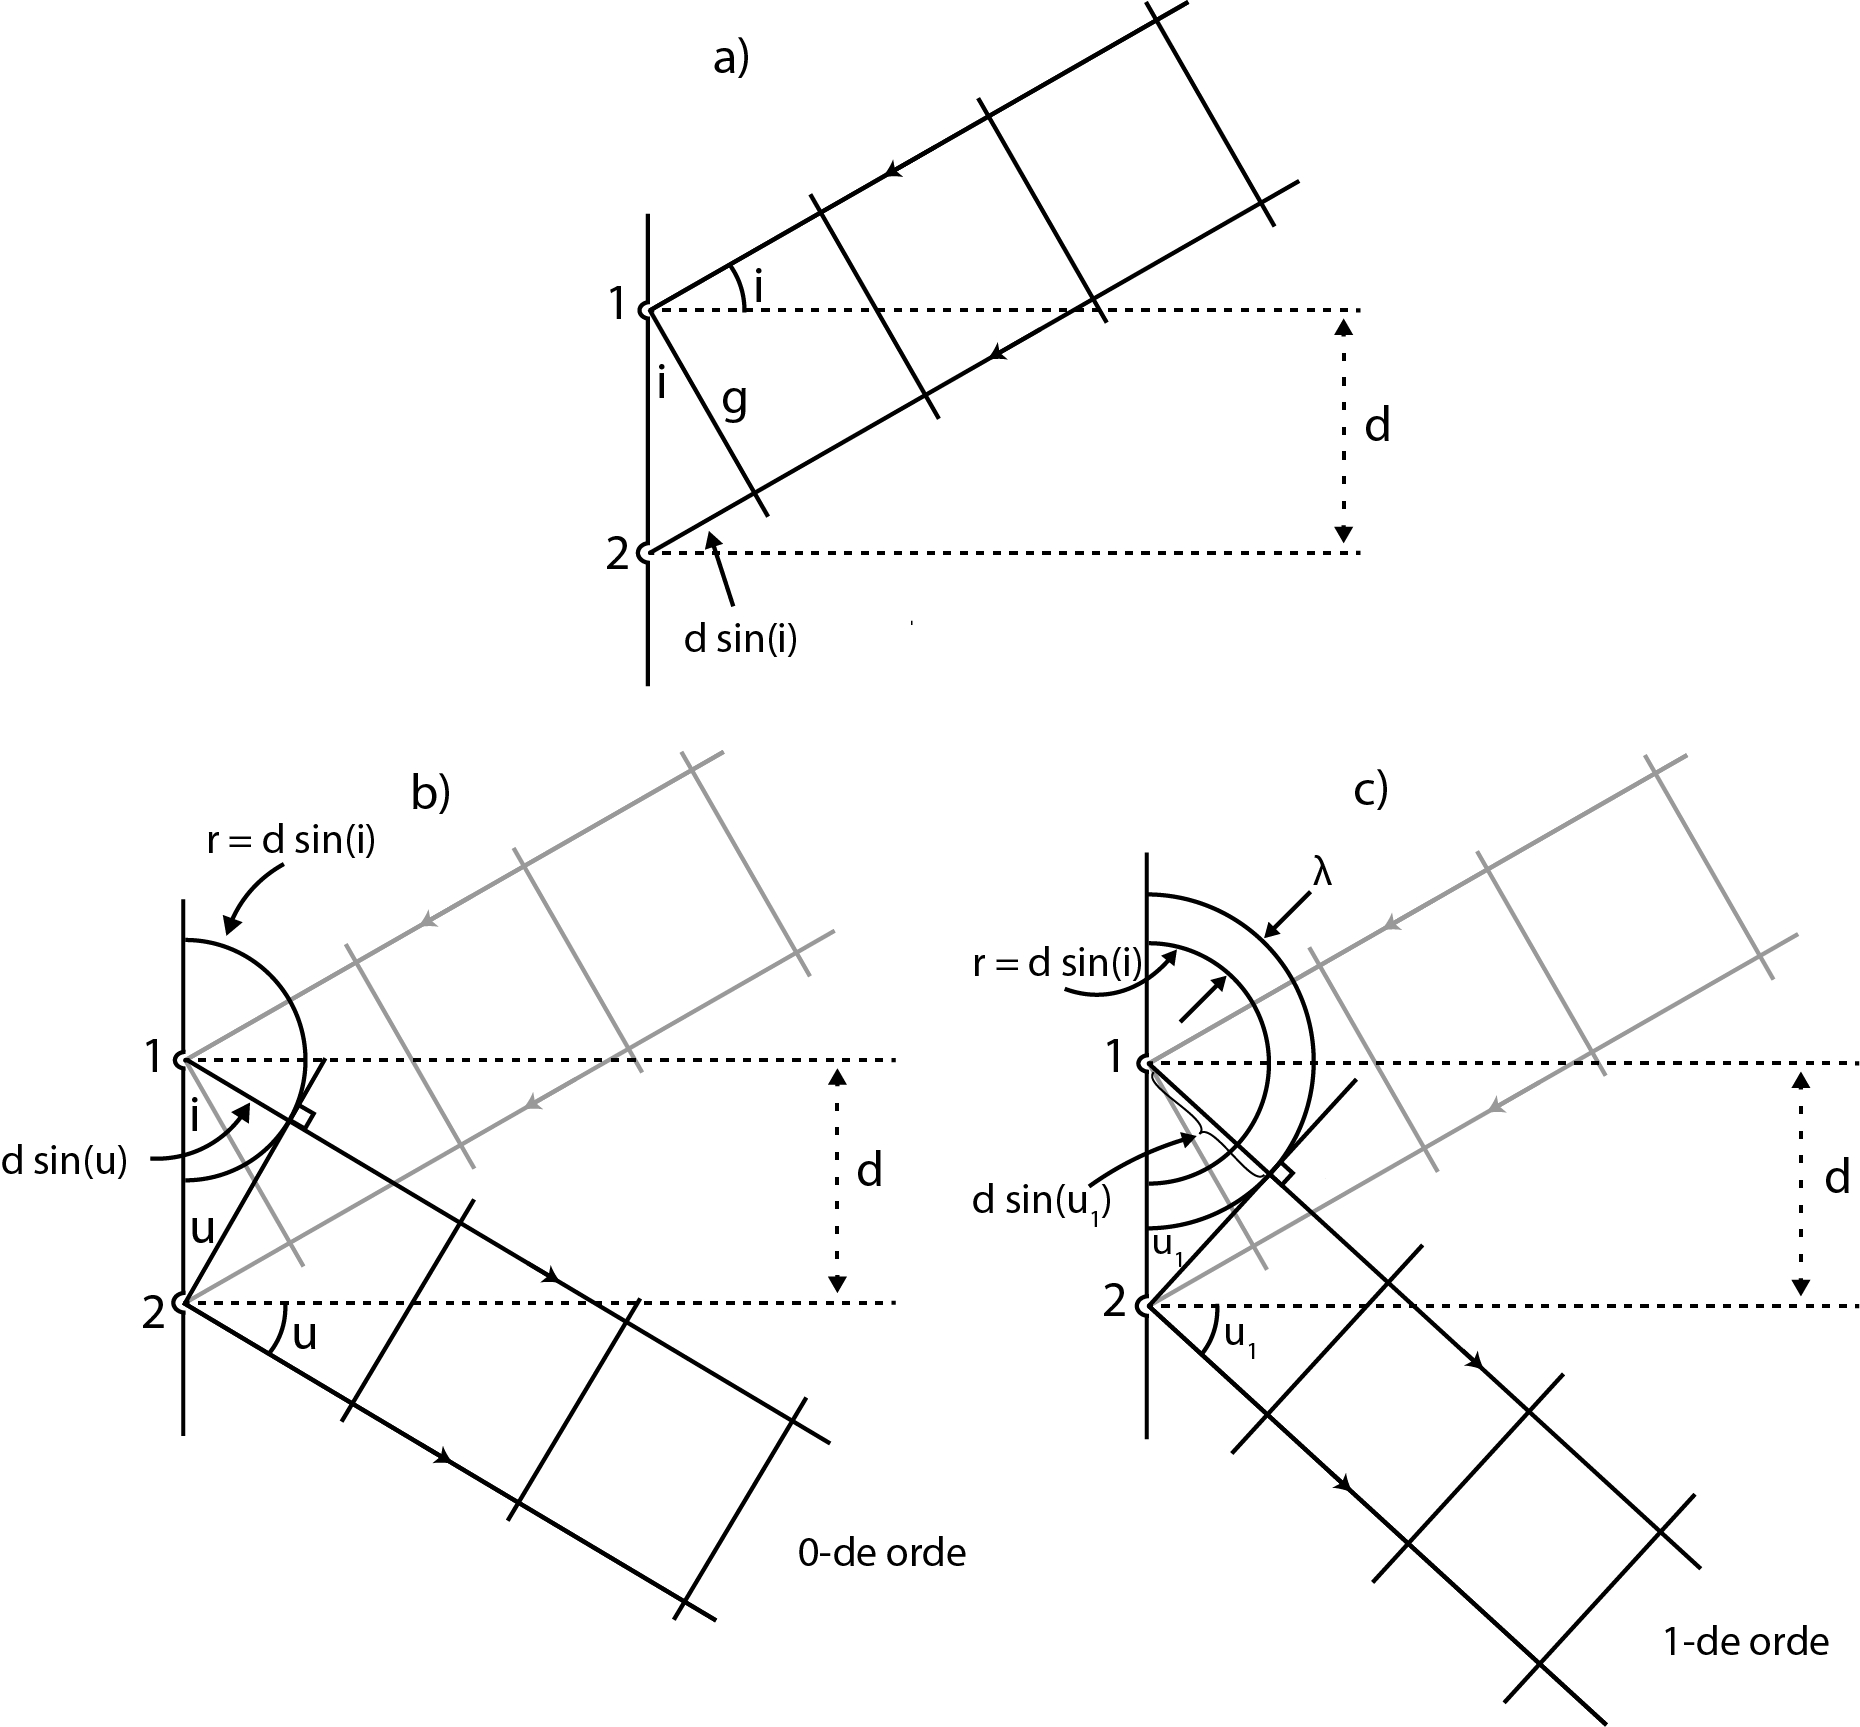 a)
1
i
i
g
d
2
d sin(i)
b)
r = d sin(i)
1
i
d sin(u)
d
u
2
u
0-de orde
c)
λ
r = d sin(i)
1
d sin(u₁)
d
u₁
2
u₁
1-de orde